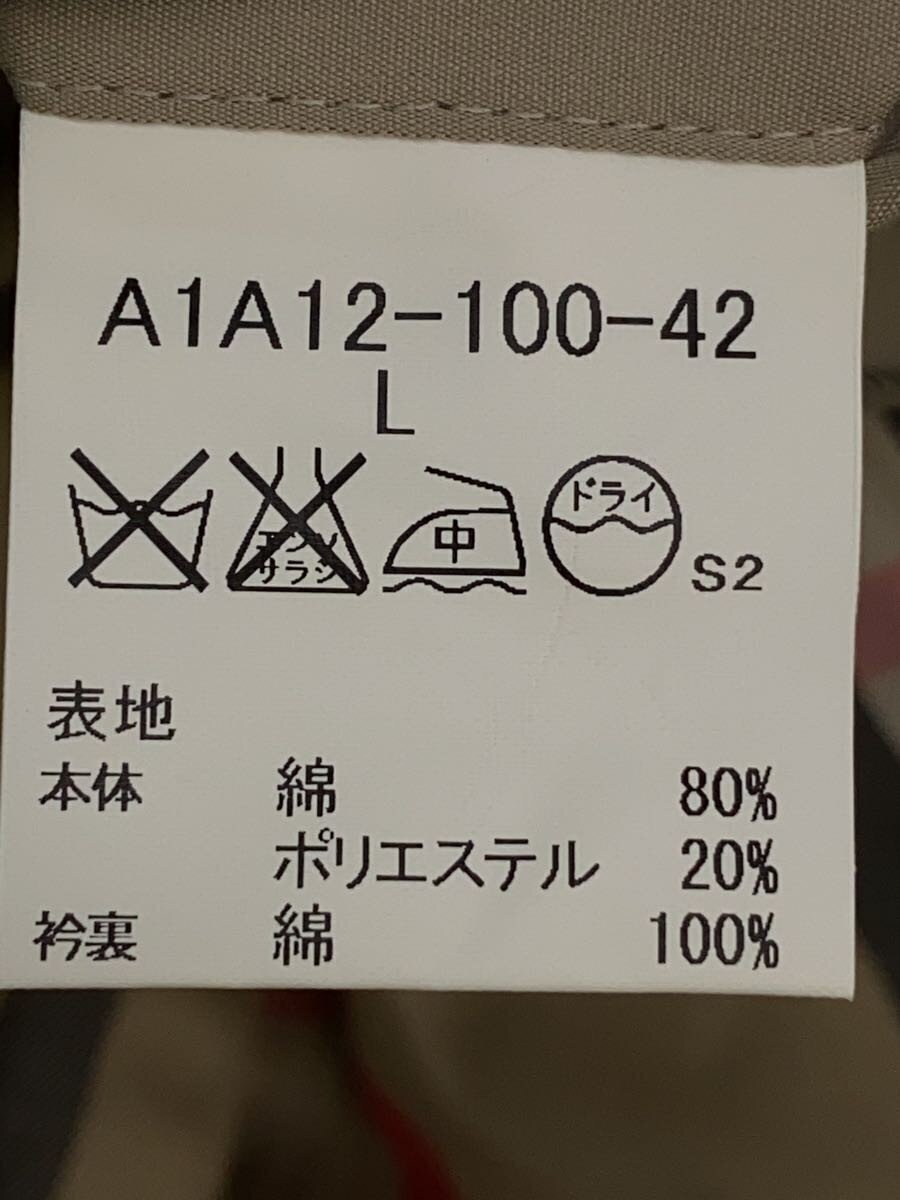 A1A12-100-42
L
エンソ
サラシ
中
ドライ
S2
表地
本体 綿 80%
ポリエステル 20%
衿裏 綿 100%